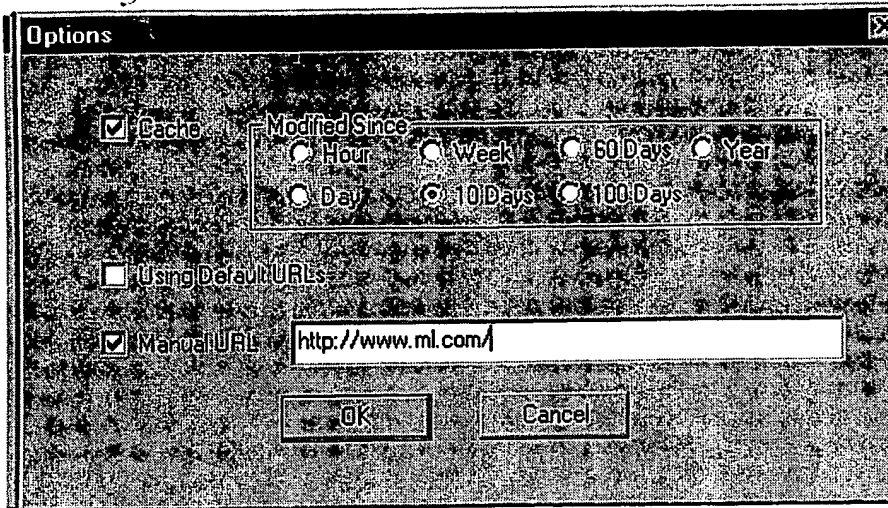 Options
Cache
Modified Since
Hour Week 60 Days Year
Day 10 Days 100 Days
Using Default URLs
Manual URL http://www.ml.com/
OK Cancel